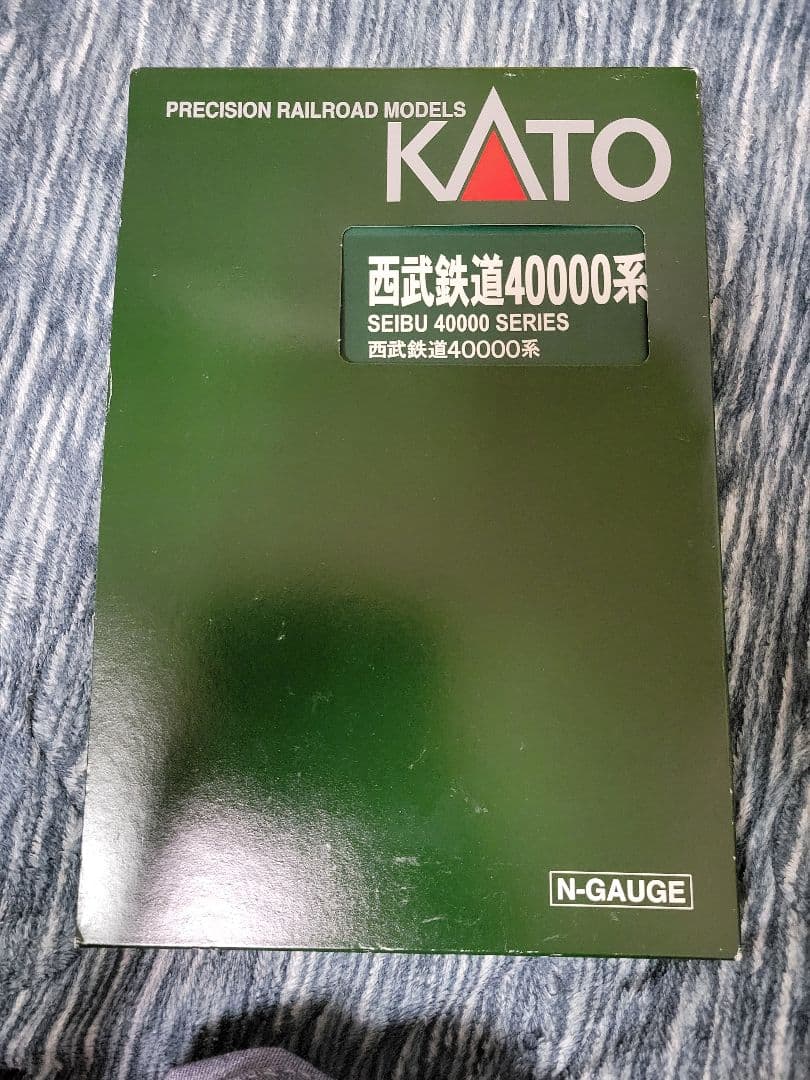 PRECISION RAILROAD MODELS
KATO
西武鉄道40000系
SEIBU 40000 SERIES
西武鉄道40000系
N-GAUGE